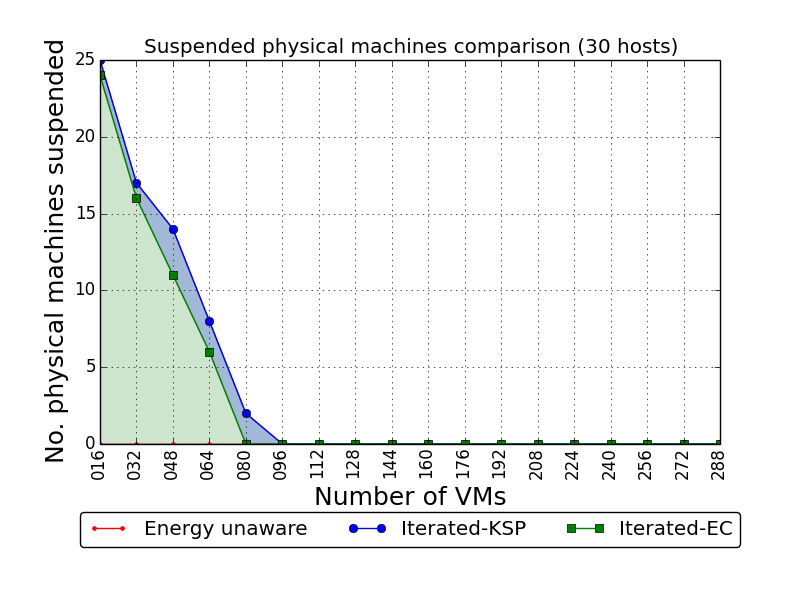 Suspended physical machines comparison (30 hosts)
No. physical machines suspended
25
20
15
10
5
0
016 032 048 064 080 096 112 128 144 160 176 192 208 224 240 256 272 288
Number of VMs
Energy unaware Iterated-KSP Iterated-EC